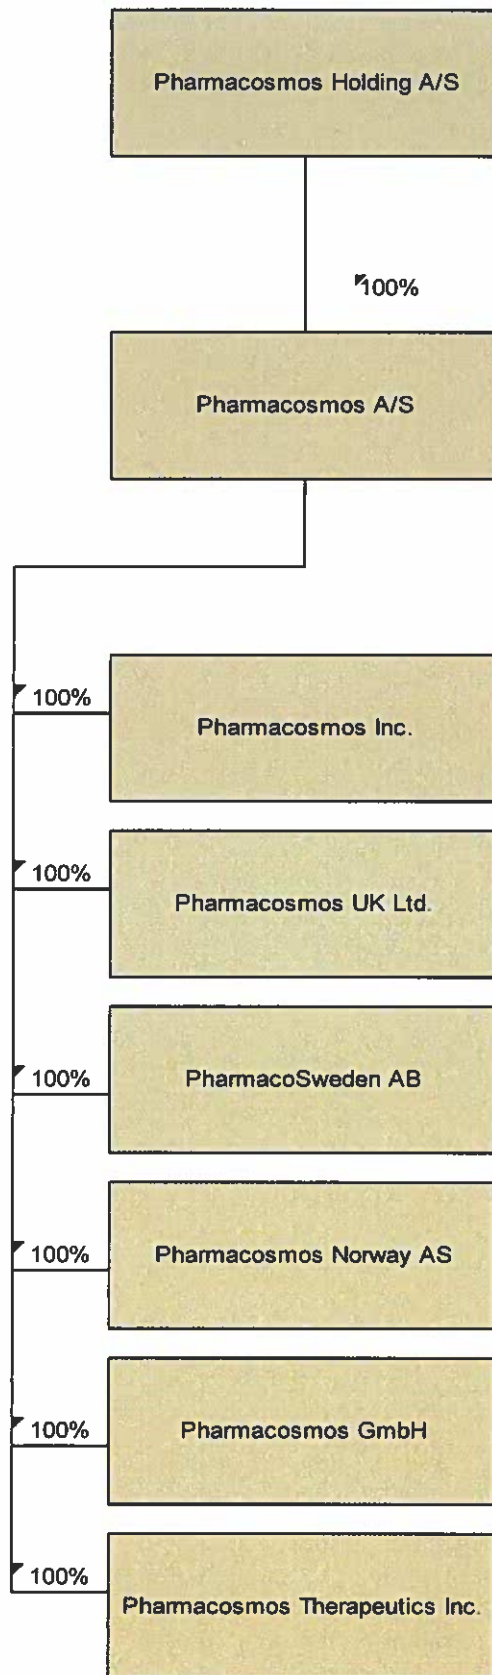 Pharmacosmos Holding A/S
100%
Pharmacosmos A/S
100%
Pharmacosmos Inc.
100%
Pharmacosmos UK Ltd.
100%
PharmacoSweden AB
100%
Pharmacosmos Norway AS
100%
Pharmacosmos GmbH
100%
Pharmacosmos Therapeutics Inc.